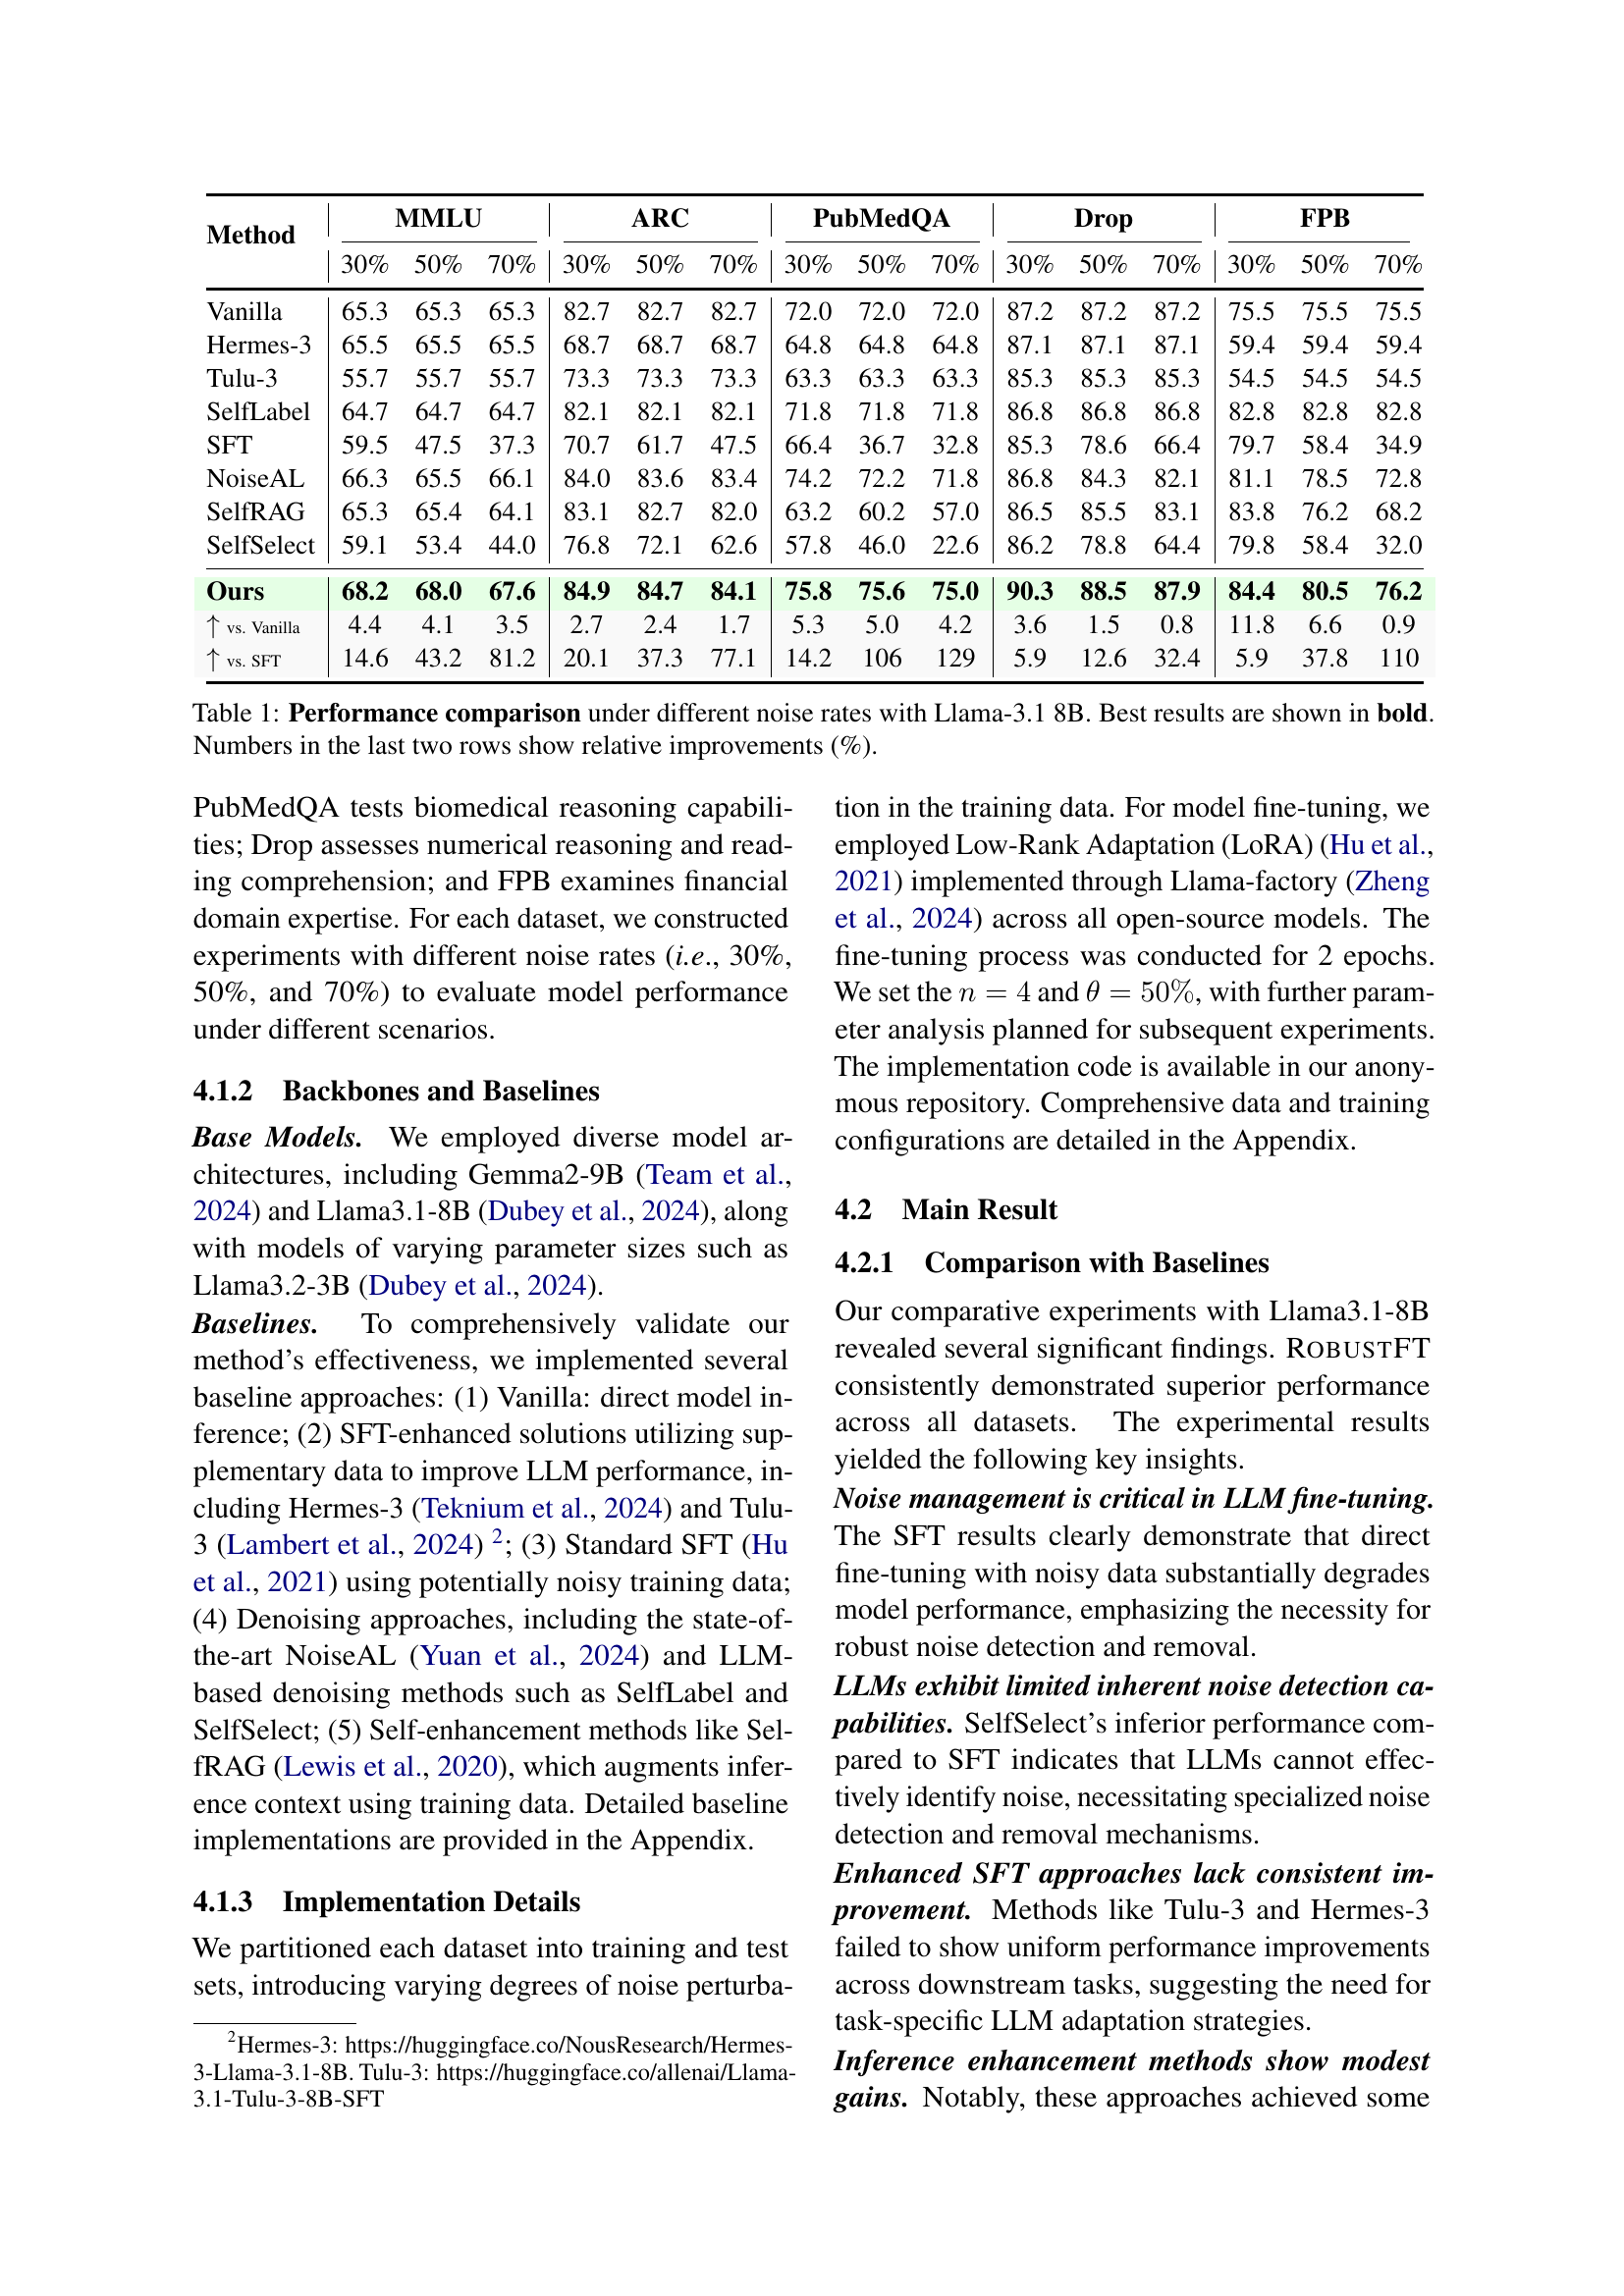 Method MMLU ARC PubMedQA Drop FPB
30% 50% 70% 30% 50% 70% 30% 50% 70% 30% 50% 70% 30% 50% 70%
Vanilla 65.3 65.3 65.3 82.7 82.7 82.7 72.0 72.0 72.0 87.2 87.2 87.2 75.5 75.5 75.5
Hermes-3 65.5 65.5 65.5 68.7 68.7 68.7 64.8 64.8 64.8 87.1 87.1 87.1 59.4 59.4 59.4
Tulu-3 55.7 55.7 55.7 73.3 73.3 73.3 63.3 63.3 63.3 85.3 85.3 85.3 54.5 54.5 54.5
SelfLabel 64.7 64.7 64.7 82.1 82.1 82.1 71.8 71.8 71.8 86.8 86.8 86.8 82.8 82.8 82.8
SFT 59.5 47.5 37.3 70.7 61.7 47.5 66.4 36.7 32.8 85.3 78.6 66.4 79.7 58.4 34.9
NoiseAL 66.3 65.5 66.1 84.0 83.6 83.4 74.2 72.2 71.8 86.8 84.3 82.1 81.1 78.5 72.8
SelfRAG 65.3 65.4 64.1 83.1 82.7 82.0 63.2 60.2 57.0 86.5 85.5 83.1 83.8 76.2 68.2
SelfSelect 59.1 53.4 44.0 76.8 72.1 62.6 57.8 46.0 22.6 86.2 78.8 64.4 79.8 58.4 32.0
Ours 68.2 68.0 67.6 84.9 84.7 84.1 75.8 75.6 75.0 90.3 88.5 87.9 84.4 80.5 76.2
↑ vs. Vanilla 4.4 4.1 3.5 2.7 2.4 1.7 5.3 5.0 4.2 3.6 1.5 0.8 11.8 6.6 0.9
↑ vs. SFT 14.6 43.2 81.2 20.1 37.3 77.1 14.2 106 129 5.9 12.6 32.4 5.9 37.8 110
Table 1: Performance comparison under different noise rates with Llama-3.1 8B. Best results are shown in bold.
Numbers in the last two rows show relative improvements (%).
PubMedQA tests biomedical reasoning capabili-
ties; Drop assesses numerical reasoning and read-
ing comprehension; and FPB examines financial
domain expertise. For each dataset, we constructed
experiments with different noise rates (i.e., 30%,
50%, and 70%) to evaluate model performance
under different scenarios.
4.1.2 Backbones and Baselines
Base Models. We employed diverse model ar-
chitectures, including Gemma2-9B (Team et al.,
2024) and Llama3.1-8B (Dubey et al., 2024), along
with models of varying parameter sizes such as
Llama3.2-3B (Dubey et al., 2024).
Baselines. To comprehensively validate our
method's effectiveness, we implemented several
baseline approaches: (1) Vanilla: direct model in-
ference; (2) SFT-enhanced solutions utilizing sup-
plementary data to improve LLM performance, in-
cluding Hermes-3 (Teknium et al., 2024) and Tulu-
3 (Lambert et al., 2024) 2; (3) Standard SFT (Hu
et al., 2021) using potentially noisy training data;
(4) Denoising approaches, including the state-of-
the-art NoiseAL (Yuan et al., 2024) and LLM-
based denoising methods such as SelfLabel and
SelfSelect; (5) Self-enhancement methods like Sel-
fRAG (Lewis et al., 2020), which augments infer-
ence context using training data. Detailed baseline
implementations are provided in the Appendix.
4.1.3 Implementation Details
We partitioned each dataset into training and test
sets, introducing varying degrees of noise perturba-
2Hermes-3: https://huggingface.co/NousResearch/Hermes-
3-Llama-3.1-8B. Tulu-3: https://huggingface.co/allenai/Llama-
3.1-Tulu-3-8B-SFT
tion in the training data. For model fine-tuning, we
employed Low-Rank Adaptation (LoRA) (Hu et al.,
2021) implemented through Llama-factory (Zheng
et al., 2024) across all open-source models. The
fine-tuning process was conducted for 2 epochs.
We set the n = 4 and θ = 50%, with further param-
eter analysis planned for subsequent experiments.
The implementation code is available in our anony-
mous repository. Comprehensive data and training
configurations are detailed in the Appendix.
4.2 Main Result
4.2.1 Comparison with Baselines
Our comparative experiments with Llama3.1-8B
revealed several significant findings. ROBUSTFT
consistently demonstrated superior performance
across all datasets. The experimental results
yielded the following key insights.
Noise management is critical in LLM fine-tuning.
The SFT results clearly demonstrate that direct
fine-tuning with noisy data substantially degrades
model performance, emphasizing the necessity for
robust noise detection and removal.
LLMs exhibit limited inherent noise detection ca-
pabilities. SelfSelect's inferior performance com-
pared to SFT indicates that LLMs cannot effec-
tively identify noise, necessitating specialized noise
detection and removal mechanisms.
Enhanced SFT approaches lack consistent im-
provement. Methods like Tulu-3 and Hermes-3
failed to show uniform performance improvements
across downstream tasks, suggesting the need for
task-specific LLM adaptation strategies.
Inference enhancement methods show modest
gains. Notably, these approaches achieved some